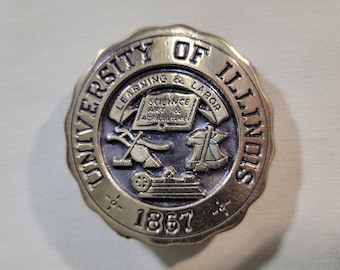 UNIVERSITY OF ILLINOIS
LEARNING & LABOR
SCIENCE
ART &
AGRICULTURE
1867